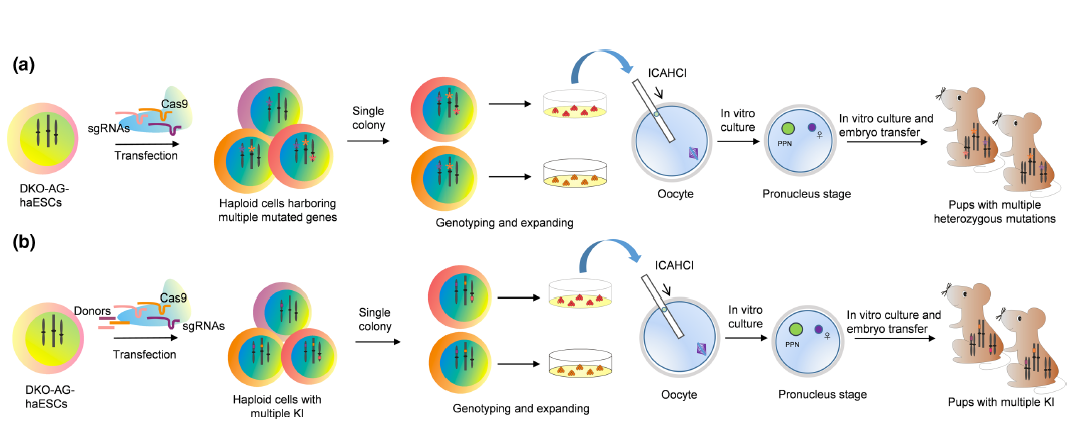 (a)
Cas9
sgRNAs
Transfection
DKO-AG-
haESCs
Haploid cells harboring
multiple mutated genes
Single
colony
Genotyping and expanding
ICAHCI
Oocyte
In vitro
culture
PPN
♀
Pronucleus stage
In vitro culture and
embryo transfer
Pups with multiple
heterozygous mutations
(b)
Donors
Cas9
sgRNAs
Transfection
DKO-AG-
haESCs
Haploid cells with
multiple KI
Single
colony
Genotyping and expanding
ICAHCI
Oocyte
In vitro
culture
PPN
♀
Pronucleus stage
In vitro culture and
embryo transfer
Pups with multiple KI